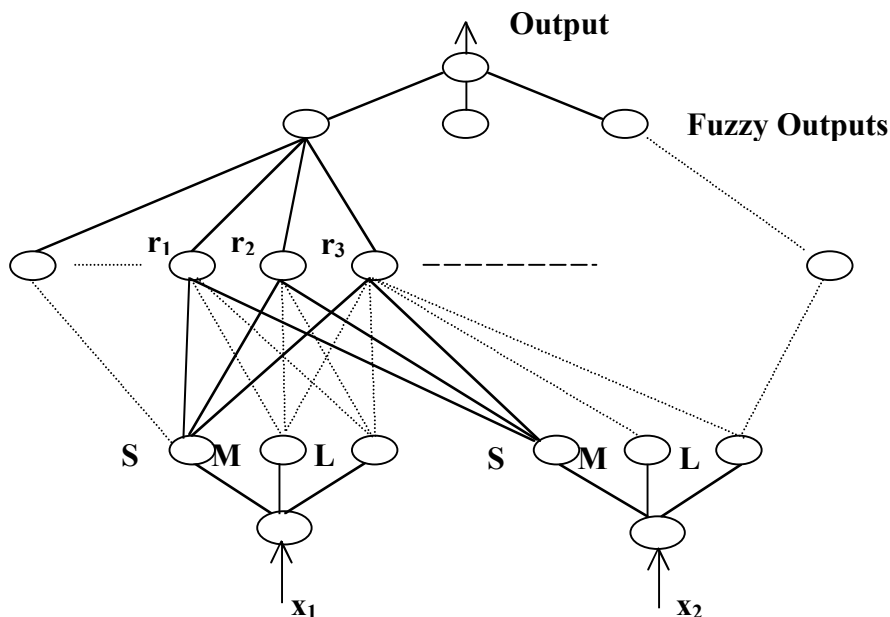 Output
Fuzzy Outputs
r₁ r₂ r₃
S M L S M L
x₁ x₂